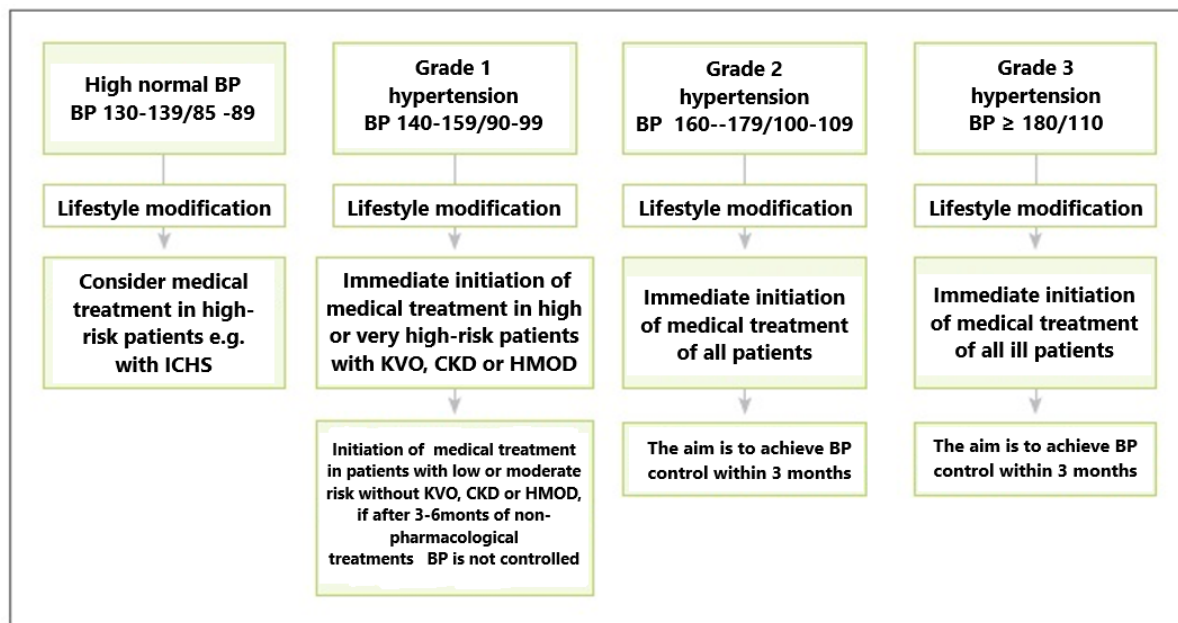 High normal BP
BP 130-139/85 -89
Lifestyle modification
Consider medical
treatment in high-
risk patients e.g.
with ICHS
Grade 1
hypertension
BP 140-159/90-99
Lifestyle modification
Immediate initiation of
medical treatment in high
or very high-risk patients
with KVO, CKD or HMOD
Initiation of  medical treatment
in patients with low or moderate
risk without KVO, CKD or HMOD,
if after 3-6monts of non-
pharmacological
treatments   BP is not controlled
Grade 2
hypertension
BP  160--179/100-109
Lifestyle modification
Immediate initiation
of medical treatment
of all patients
The aim is to achieve BP
control within 3 months
Grade 3
hypertension
BP ≥ 180/110
Lifestyle modification
Immediate initiation
of medical treatment
of all ill patients
The aim is to achieve BP
control within 3 months